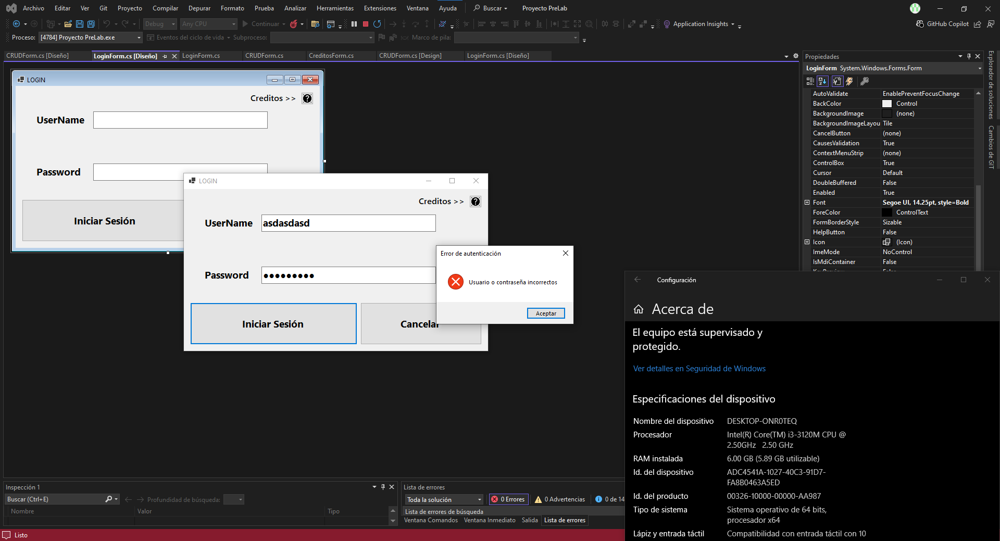 Archivo Editar Ver Git Proyecto Compilar Depurar Formato Prueba Analizar Herramientas Extensiones Ventana Ayuda Buscar Proyecto PreLab
Debug Any CPU Continuar Application Insights GitHub Copilot
Proceso: [4784] Proyecto PreLab.exe Eventos del ciclo de vida Subproceso: Marco de pila:
CRUDForm.cs [Diseño] LoginForm.cs [Diseño] LoginForm.cs CRUDForm.cs CreditosForm.cs CRUDForm.cs [Design] LoginForm.cs [Diseño]
LOGIN
Creditos >>
UserName
Password
Iniciar Sesión
LOGIN
Creditos >>
UserName asdasdasd
Password
Iniciar Sesión Cancelar
Error de autenticación
Usuario o contraseña incorrectos
Aceptar
Propiedades
LoginForm System.Windows.Forms.Form
AutoValidate EnablePreventFocusChange
BackColor Control
BackgroundImage (none)
BackgroundImageLayou Tile
CancelButton (none)
CausesValidation True
ContextMenuStrip (none)
ControlBox True
Cursor Default
DoubleBuffered False
Enabled True
Font Segoe UI, 14.25pt, style=Bold
ForeColor ControlText
FormBorderStyle Sizable
HelpButton False
Icon (Icon)
ImeMode NoControl
IsMdiContainer False
Explorador de soluciones
Cambios de GIT
Configuración
Acerca de
El equipo está supervisado y
protegido.
Ver detalles en Seguridad de Windows
Especificaciones del dispositivo
Nombre del dispositivo DESKTOP-ONR0TEQ
Procesador Intel(R) Core(TM) i3-3120M CPU @
2.50GHz 2.50 GHz
RAM instalada 6.00 GB (5.89 GB utilizable)
Id. del dispositivo ADC4541A-1027-40C3-91D7-
FA8B0463A5ED
Id. del producto 00326-10000-00000-AA987
Tipo de sistema Sistema operativo de 64 bits,
procesador x64
Lápiz y entrada táctil Compatibilidad con entrada táctil con 10
Inspección 1
Buscar (Ctrl+E) Profundidad de búsqueda:
Nombre Valor Tipo
Lista de errores
Toda la solución 0 Errores 0 Advertencias 0 de 14
Lista de errores de búsqueda
Ventana Comandos Ventana Inmediato Salida Lista de errores
Listo